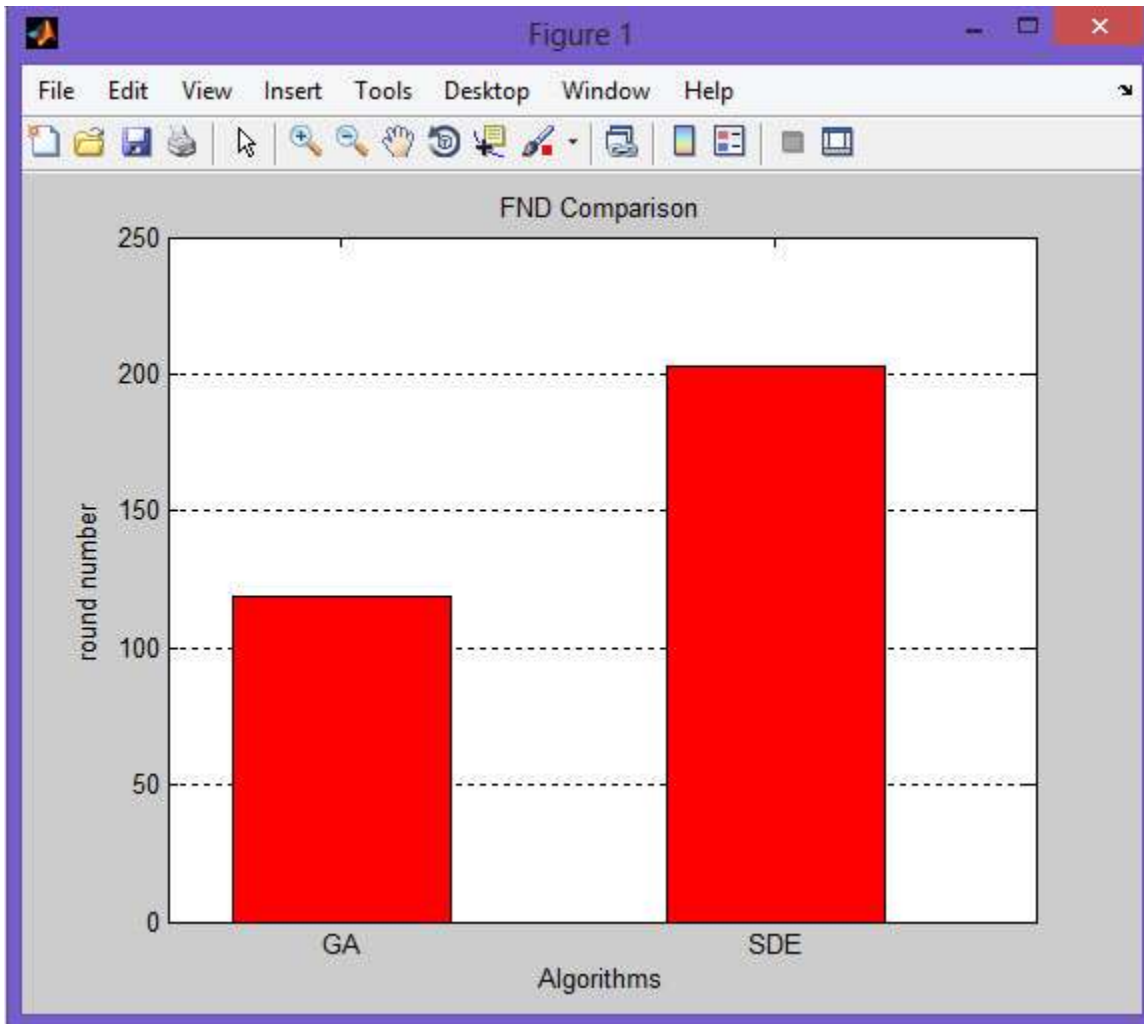 Figure 1
File Edit View Insert Tools Desktop Window Help
FND Comparison
250
200
150
100
50
0
round number
GA SDE
Algorithms